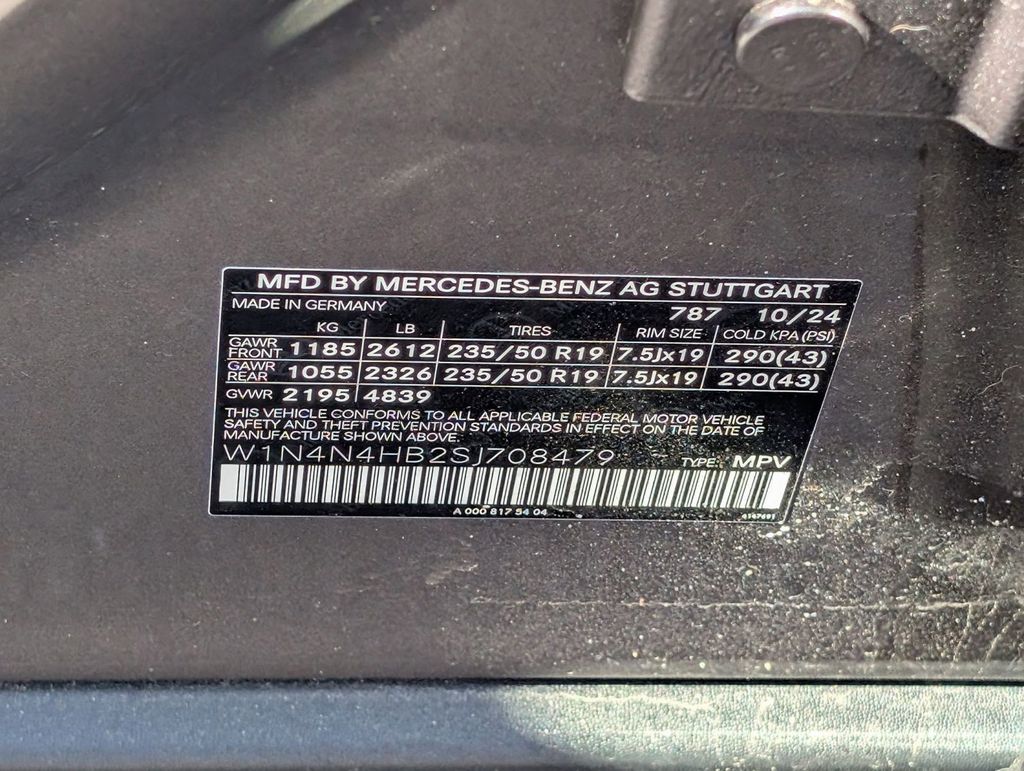 MFD BY MERCEDES-BENZ AG STUTTGART
MADE IN GERMANY 787 10/24
KG LB TIRES RIM SIZE COLD KPA (PSI)
GAWR FRONT 1185 2612 235/50 R19 7.5Jx19 290(43)
GAWR REAR 1055 2326 235/50 R19 7.5Jx19 290(43)
GVWR 2195 4839
THIS VEHICLE CONFORMS TO ALL APPLICABLE FEDERAL MOTOR VEHICLE
SAFETY AND THEFT PREVENTION STANDARDS IN EFFECT ON THE DATE OF
MANUFACTURE SHOWN ABOVE.
W1N4N4HB2SJ708479 TYPE: MPV
A 000 817 54 04